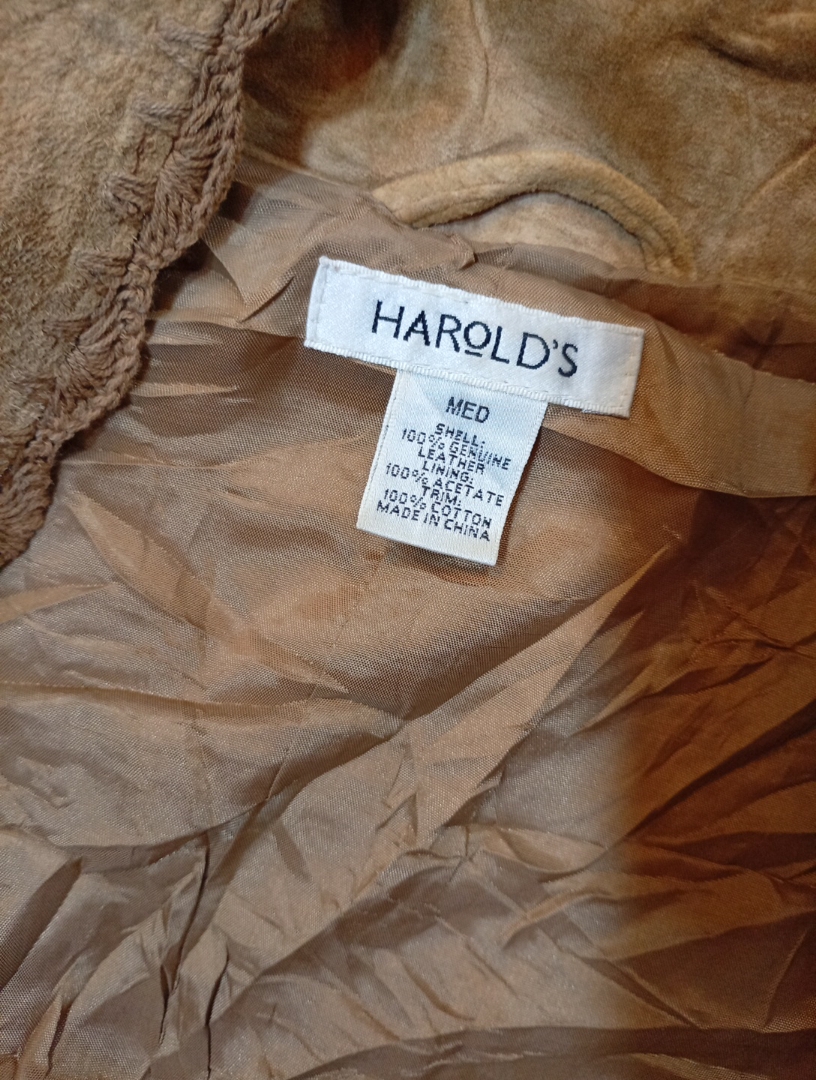 HAROLD'S
MED
SHELL:
100% GENUINE
LEATHER
LINING:
100% ACETATE
TRIM:
100% COTTON
MADE IN CHINA